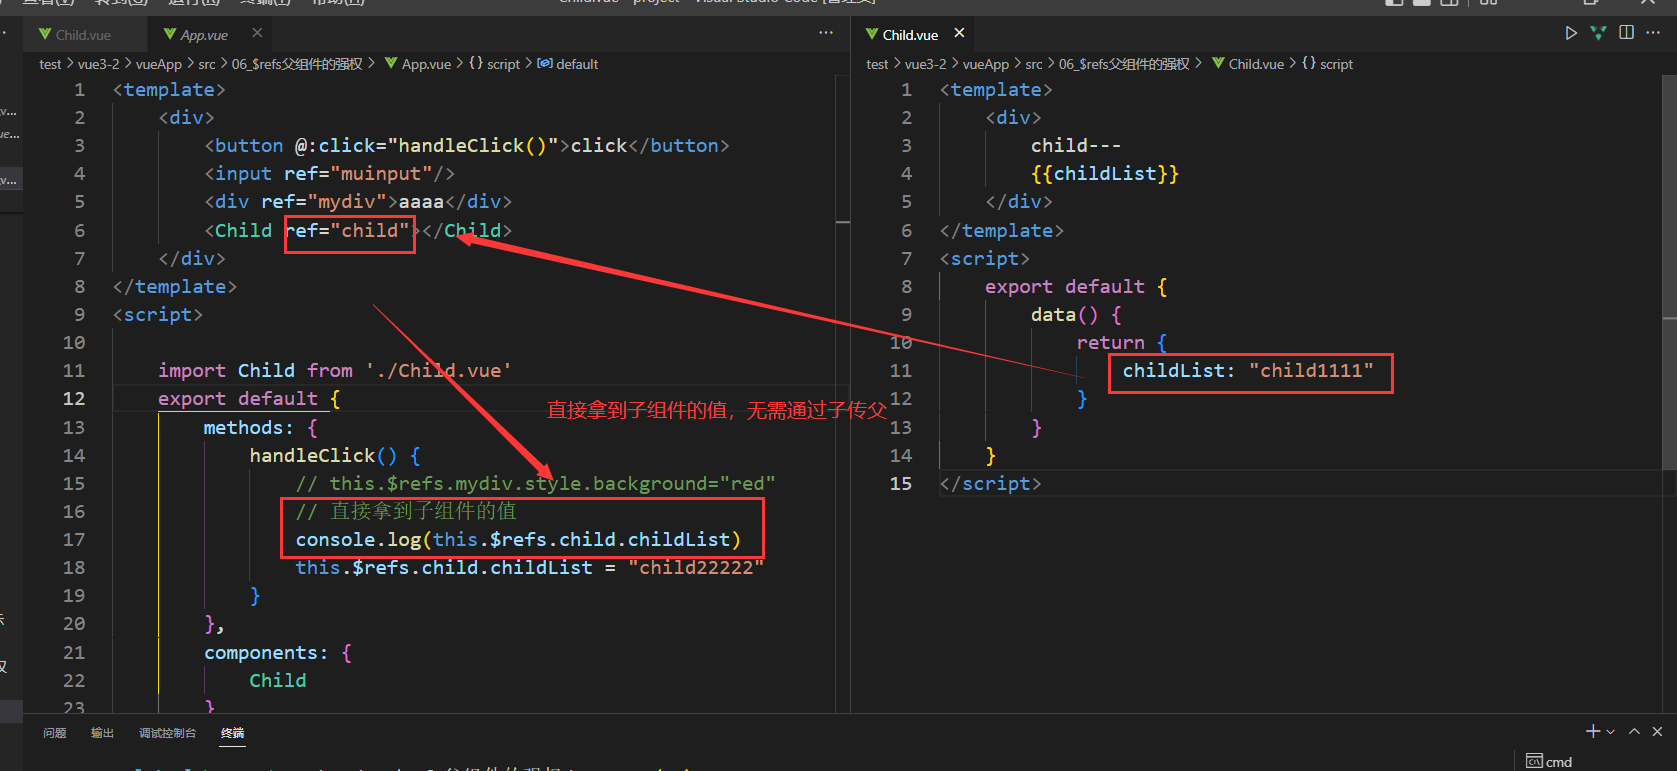 Child.vue
App.vue
Child.vue
test > vue3-2 > vueApp > src > 06_$refs父组件的强权 > App.vue > {} script > default
test > vue3-2 > vueApp > src > 06_$refs父组件的强权 > Child.vue > {} script
1 <template>
2 <div>
3 <button @:click="handleClick()">click</button>
4 <input ref="muinput"/>
5 <div ref="mydiv">aaaa</div>
6 <Child ref="child"></Child>
7 </div>
8 </template>
9 <script>
10
11 import Child from './Child.vue'
12 export default {
13 methods: {
14 handleClick() {
15 // this.$refs.mydiv.style.background="red"
16 // 直接拿到子组件的值
17 console.log(this.$refs.child.childList)
18 this.$refs.child.childList = "child22222"
19 }
20 },
21 components: {
22 Child
23 }
直接拿到子组件的值，无需通过子传父
1 <template>
2 <div>
3 child---
4 {{childList}}
5 </div>
6 </template>
7 <script>
8 export default {
9 data() {
10 return {
11 childList: "child1111"
12 }
13 }
14 }
15 </script>
问题 输出 调试控制台 终端
cmd